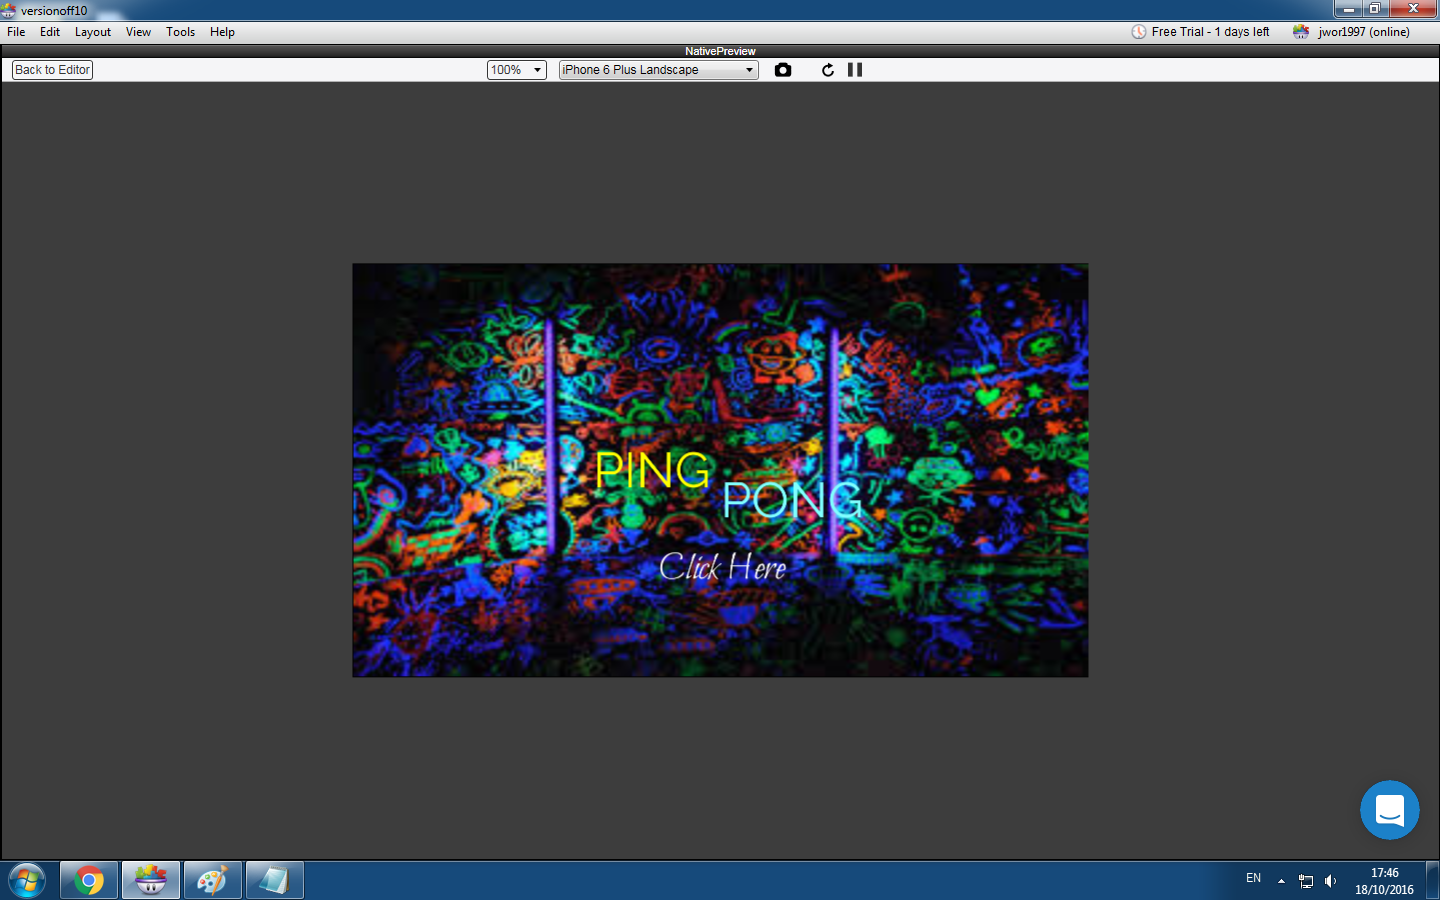 versionoff10
File Edit Layout View Tools Help Free Trial - 1 days left jwor1997 (online)
NativePreview
Back to Editor 100% iPhone 6 Plus Landscape
PING
PONG
Click Here
EN
17:46
18/10/2016